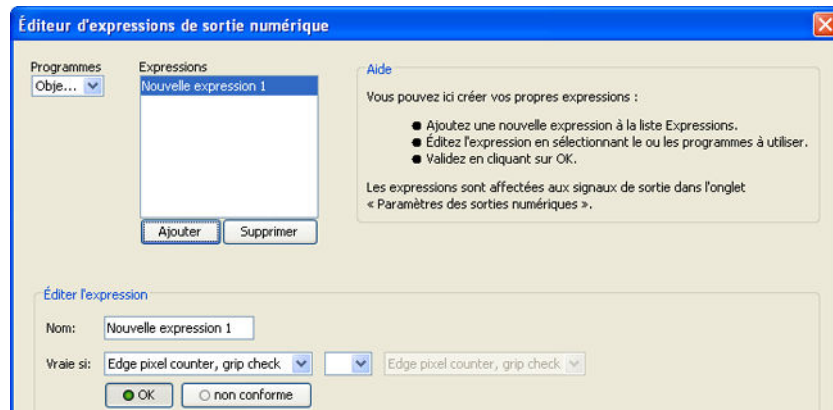 Éditeur d'expressions de sortie numérique
Programmes
Obje...
Expressions
Nouvelle expression 1
Ajouter
Supprimer
Aide
Vous pouvez ici créer vos propres expressions :
● Ajoutez une nouvelle expression à la liste Expressions.
● Éditez l'expression en sélectionnant le ou les programmes à utiliser.
● Validez en cliquant sur OK.
Les expressions sont affectées aux signaux de sortie dans l'onglet
« Paramètres des sorties numériques ».
Éditer l'expression
Nom: Nouvelle expression 1
Vraie si: Edge pixel counter, grip check Edge pixel counter, grip check
OK non conforme